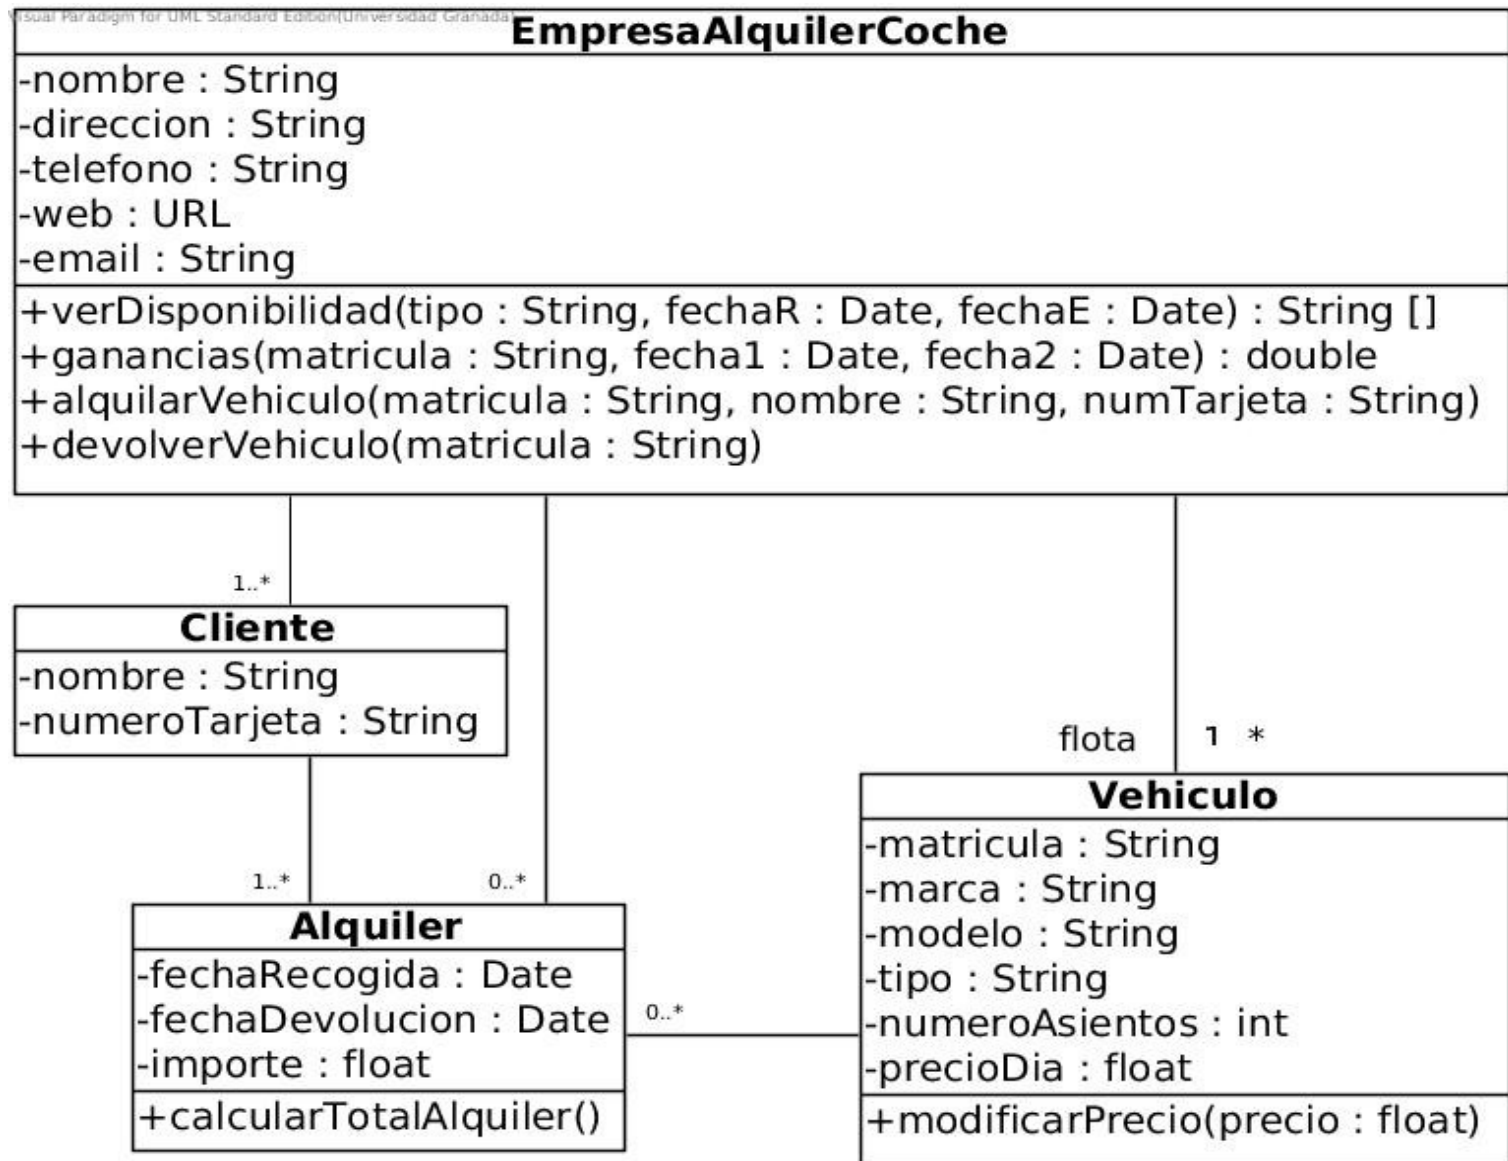 Visual Paradigm for UML Standard Edition(Universidad Granada)
EmpresaAlquilerCoche
-nombre : String
-direccion : String
-telefono : String
-web : URL
-email : String
+verDisponibilidad(tipo : String, fechaR : Date, fechaE : Date) : String []
+ganancias(matricula : String, fecha1 : Date, fecha2 : Date) : double
+alquilarVehiculo(matricula : String, nombre : String, numTarjeta : String)
+devolverVehiculo(matricula : String)
1..*
Cliente
-nombre : String
-numeroTarjeta : String
flota 1 *
1..* 0..*
Vehiculo
-matricula : String
-marca : String
-modelo : String
-tipo : String
-numeroAsientos : int
-precioDia : float
+modificarPrecio(precio : float)
Alquiler
-fechaRecogida : Date
-fechaDevolucion : Date
-importe : float
+calcularTotalAlquiler()
0..*